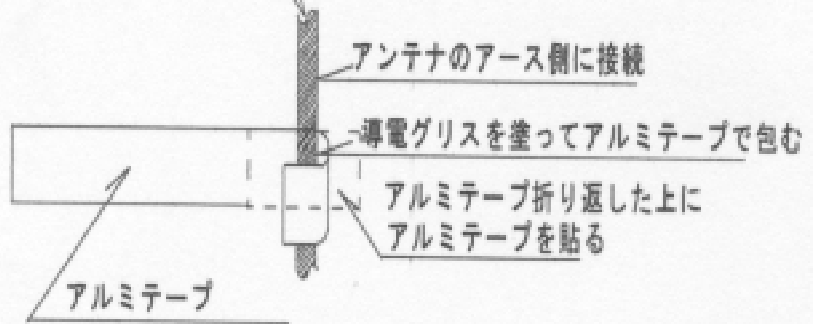 アンテナのアース側に接続
導電グリスを塗ってアルミテープで包む
アルミテープ折り返した上に
アルミテープを貼る
アルミテープ